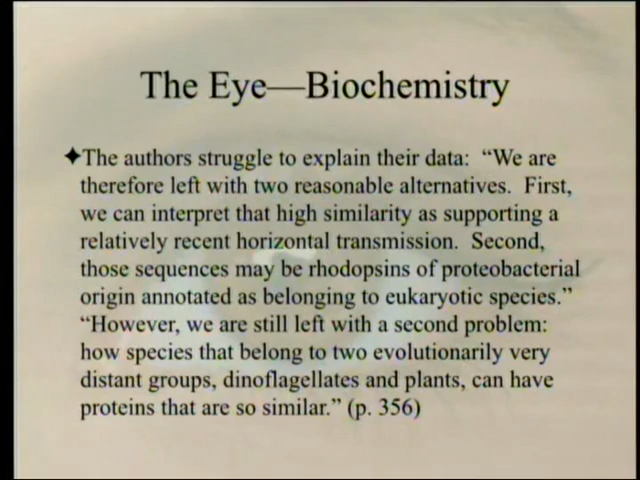 The Eye—Biochemistry
✦The authors struggle to explain their data: “We are
therefore left with two reasonable alternatives. First,
we can interpret that high similarity as supporting a
relatively recent horizontal transmission. Second,
those sequences may be rhodopsins of proteobacterial
origin annotated as belonging to eukaryotic species.”
“However, we are still left with a second problem:
how species that belong to two evolutionarily very
distant groups, dinoflagellates and plants, can have
proteins that are so similar.” (p. 356)